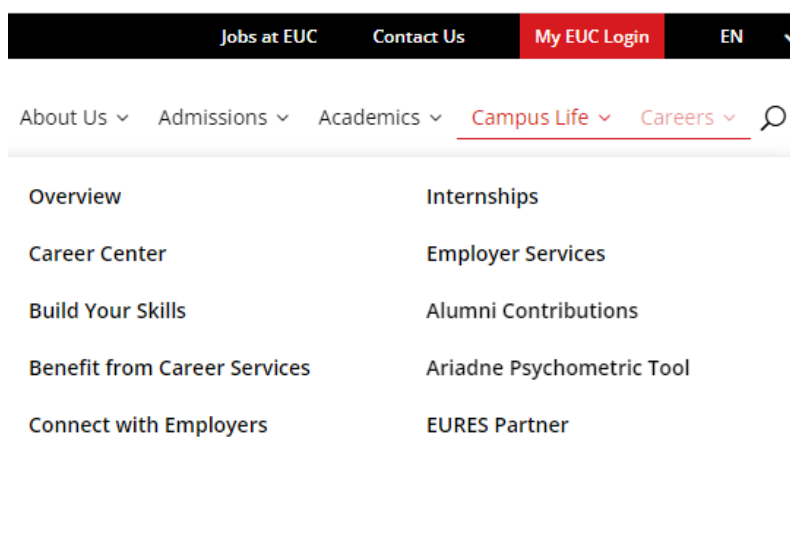 Jobs at EUC Contact Us My EUC Login EN
About Us Admissions Academics Campus Life Careers
Overview Internships
Career Center Employer Services
Build Your Skills Alumni Contributions
Benefit from Career Services Ariadne Psychometric Tool
Connect with Employers EURES Partner